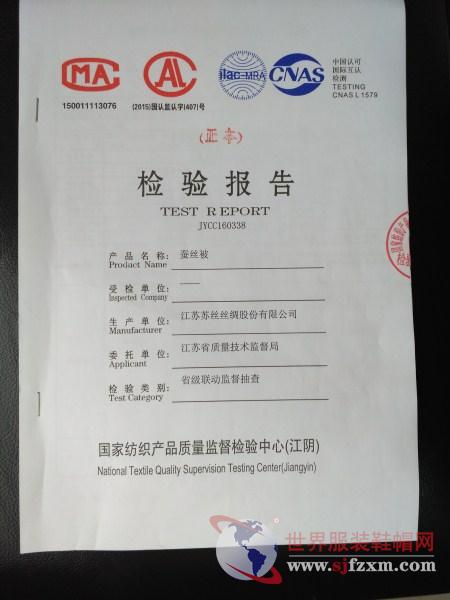 MA
AL
ilac-MRA
CNAS
中国认可
国际互认
检测
TESTING
CNAS L1579
150011113076
(2015)国认监认字(407)号
(正本)
检验报告
TEST REPORT
JYCC160338
产品名称: 蚕丝被
Product Name
受检单位: ——
Inspected Company
生产单位: 江苏苏丝丝绸股份有限公司
Manufacturer
委托单位: 江苏省质量技术监督局
Applicant
检验类别: 省级联动监督抽查
Test Category
国家纺织产品质量监督检验中心(江阴)
National Textile Quality Supervision Testing Center(Jiangyin)
世界服装鞋帽网
www.sjfzxm.com